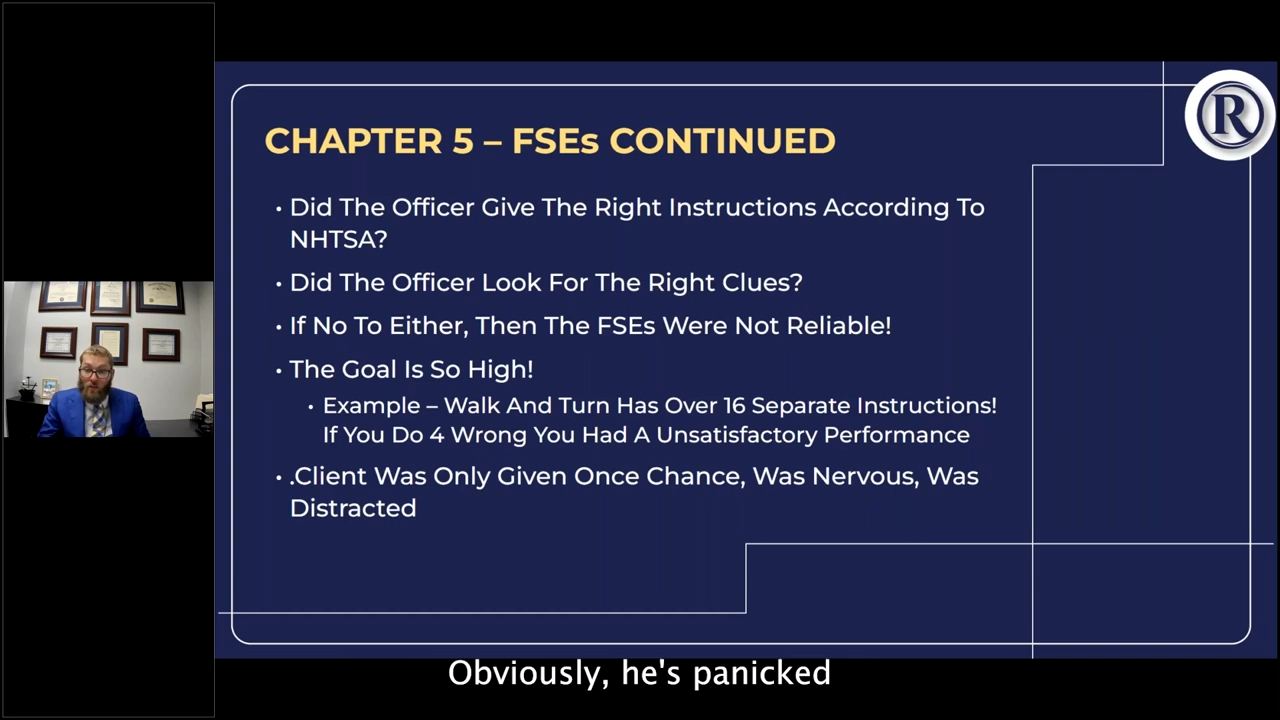 CHAPTER 5 – FSEs CONTINUED
R
• Did The Officer Give The Right Instructions According To
NHTSA?
• Did The Officer Look For The Right Clues?
• If No To Either, Then The FSEs Were Not Reliable!
• The Goal Is So High!
• Example – Walk And Turn Has Over 16 Separate Instructions!
If You Do 4 Wrong You Had A Unsatisfactory Performance
• .Client Was Only Given Once Chance, Was Nervous, Was
Distracted
Obviously, he's panicked